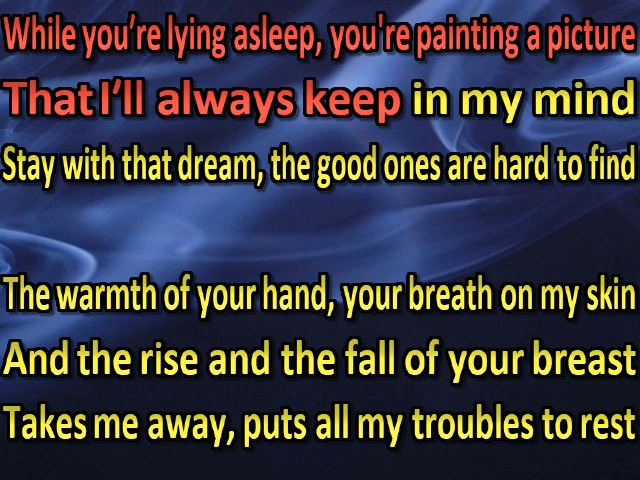 While you’re lying asleep, you're painting a picture
That I’ll always keep in my mind
Stay with that dream, the good ones are hard to find
The warmth of your hand, your breath on my skin
And the rise and the fall of your breast
Takes me away, puts all my troubles to rest